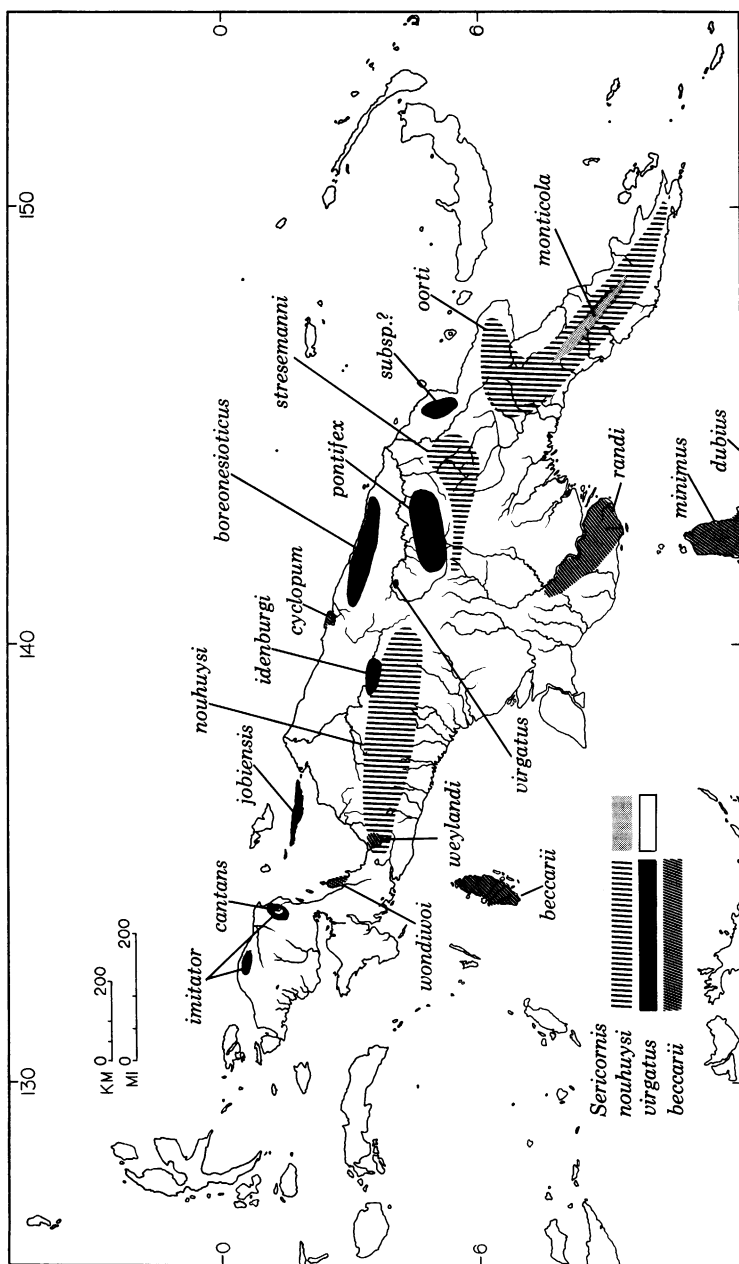 130
140
150
0
6
0
6
KM 0 200
MI 0 200
imitator
cantans
jobiensis
nouhuysi
idenburgi
cyclopum
boreonesioticus
pontifex
stresemanni
subsp.?
oorti
monticola
wondiwoi
weylandi
virgatus
beccarii
randi
minimus
dubius
Sericornis
nouhuysi
virgatus
beccarii